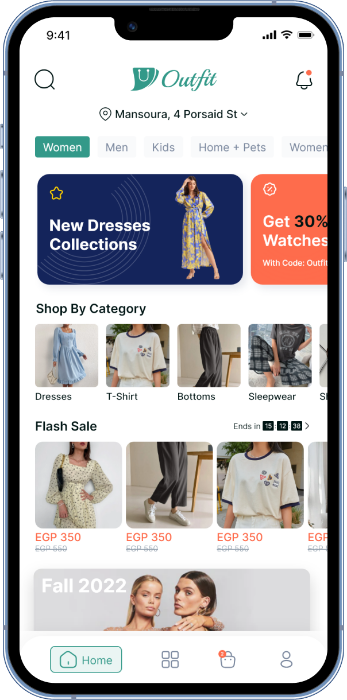 9:41
Outfit
Mansoura, 4 Porsaid St
Women Men Kids Home + Pets Women
New Dresses
Collections
Get 30%
Watches
With Code: Outfit
Shop By Category
Dresses T-Shirt Bottoms Sleepwear
Flash Sale Ends in 15 : 12 : 38
EGP 350 EGP 350 EGP 350 EGP
EGP 550 EGP 550 EGP 550
Fall 2022
Home